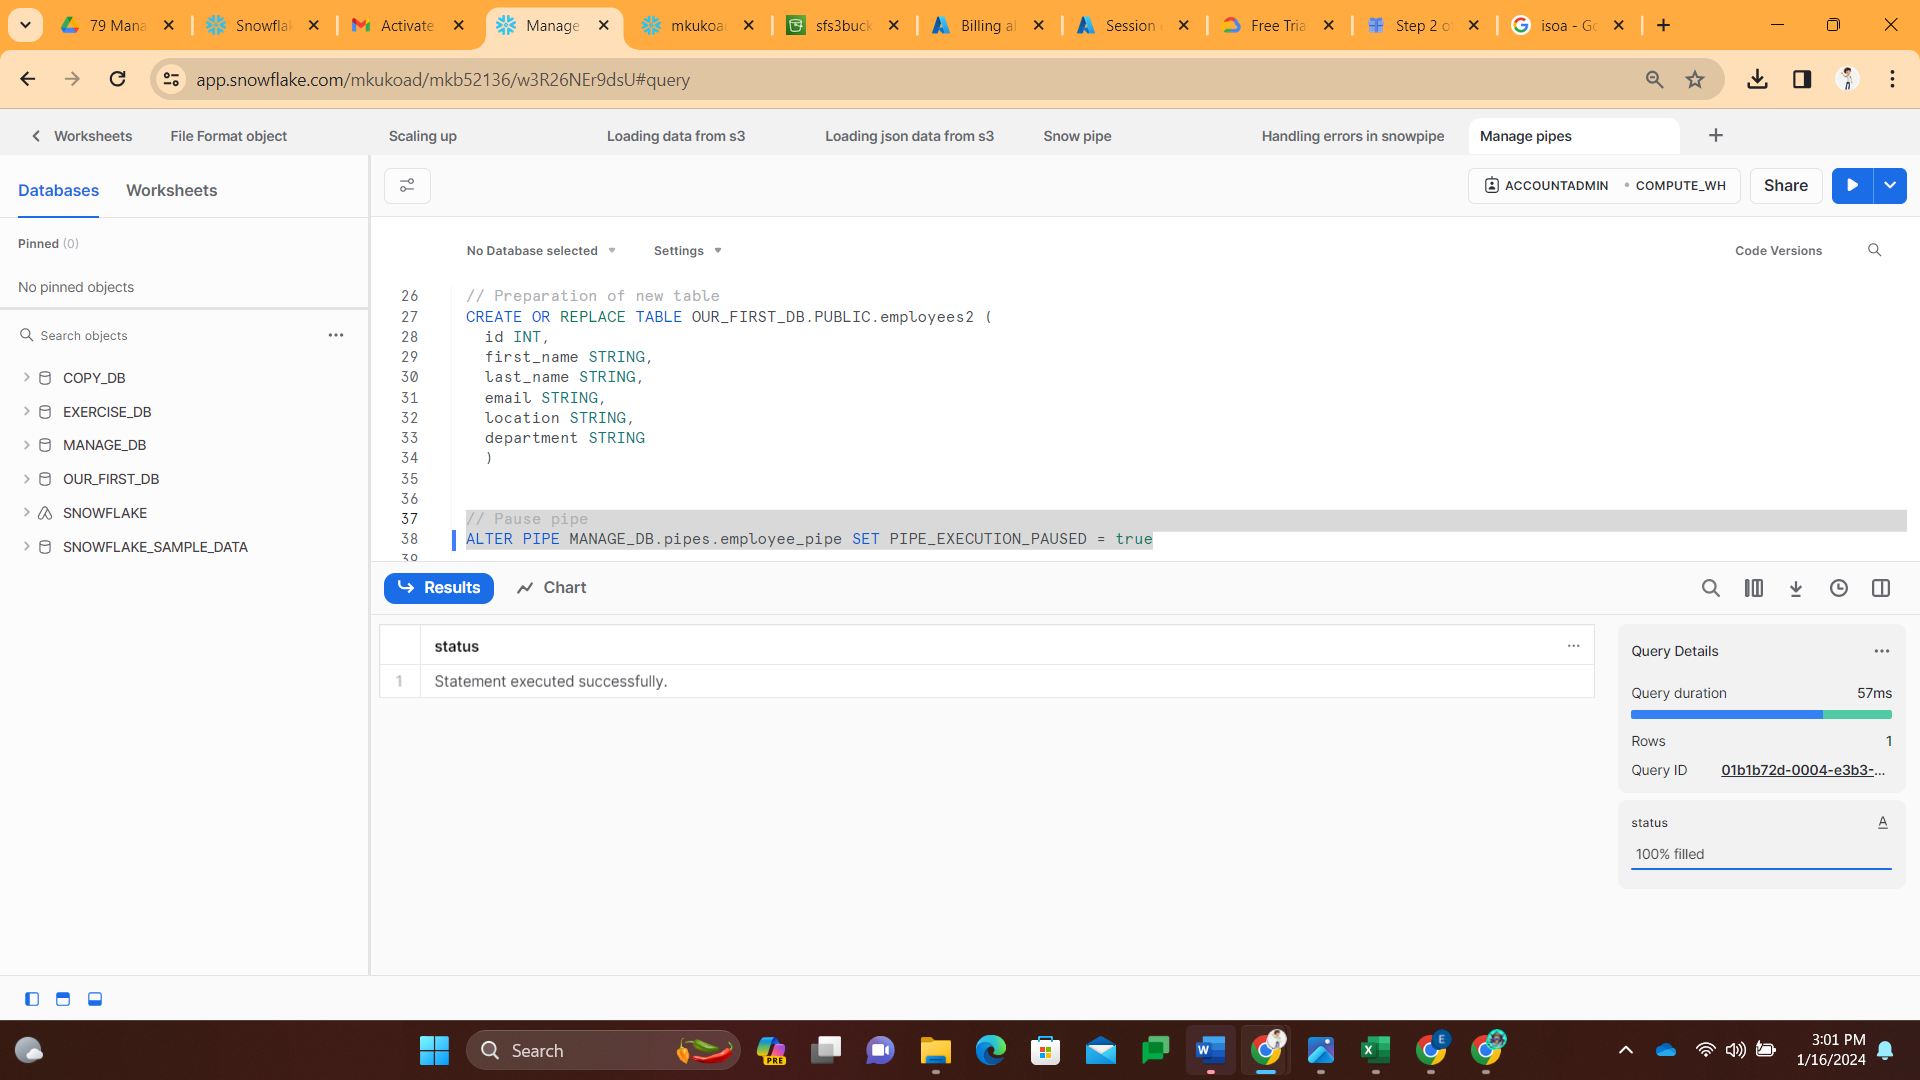 79 Mana
Snowflak
Activate
Manage
mkukoad
sfs3buck
Billing al
Session
Free Tria
Step 2 o
isoa - Go
app.snowflake.com/mkukoad/mkb52136/w3R26NEr9dsU#query
Worksheets
File Format object
Scaling up
Loading data from s3
Loading json data from s3
Snow pipe
Handling errors in snowpipe
Manage pipes
Databases
Worksheets
ACCOUNTADMIN
COMPUTE_WH
Share
Pinned (0)
No pinned objects
Search objects
COPY_DB
EXERCISE_DB
MANAGE_DB
OUR_FIRST_DB
SNOWFLAKE
SNOWFLAKE_SAMPLE_DATA
No Database selected
Settings
Code Versions
26 // Preparation of new table
27 CREATE OR REPLACE TABLE OUR_FIRST_DB.PUBLIC.employees2 (
28 id INT,
29 first_name STRING,
30 last_name STRING,
31 email STRING,
32 location STRING,
33 department STRING
34 )
35
36
37 // Pause pipe
38 ALTER PIPE MANAGE_DB.pipes.employee_pipe SET PIPE_EXECUTION_PAUSED = true
39
Results
Chart
status
1 Statement executed successfully.
Query Details
Query duration 57ms
Rows 1
Query ID 01b1b72d-0004-e3b3-...
status A
100% filled
Search
PRE
W
X
E
3:01 PM
1/16/2024